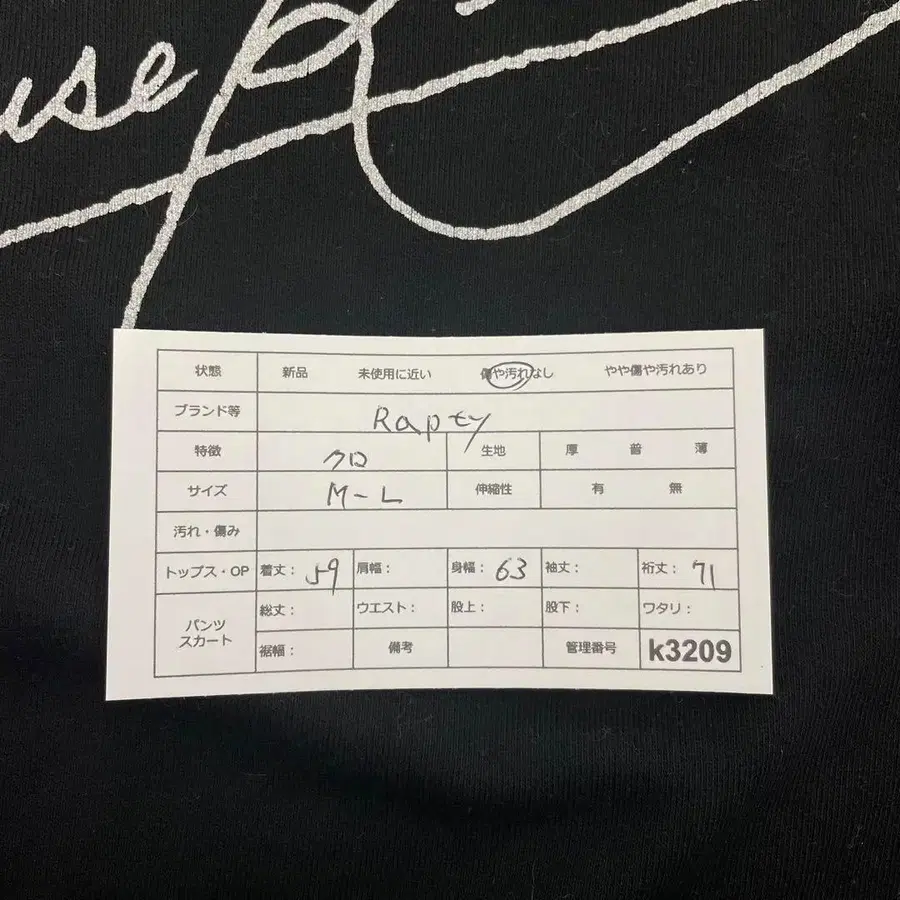 use R
状態 新品 未使用に近い 傷や汚れなし やや傷や汚れあり
ブランド等 Rapty
特徴 クロ 生地 厚 普 薄
サイズ M-L 伸縮性 有 無
汚れ・傷み
トップス・OP 着丈: 59 肩幅: 身幅: 63 袖丈: 裄丈: 71
パンツ スカート 総丈: ウエスト: 股上: 股下: ワタリ:
裾幅: 備考 管理番号 k3209